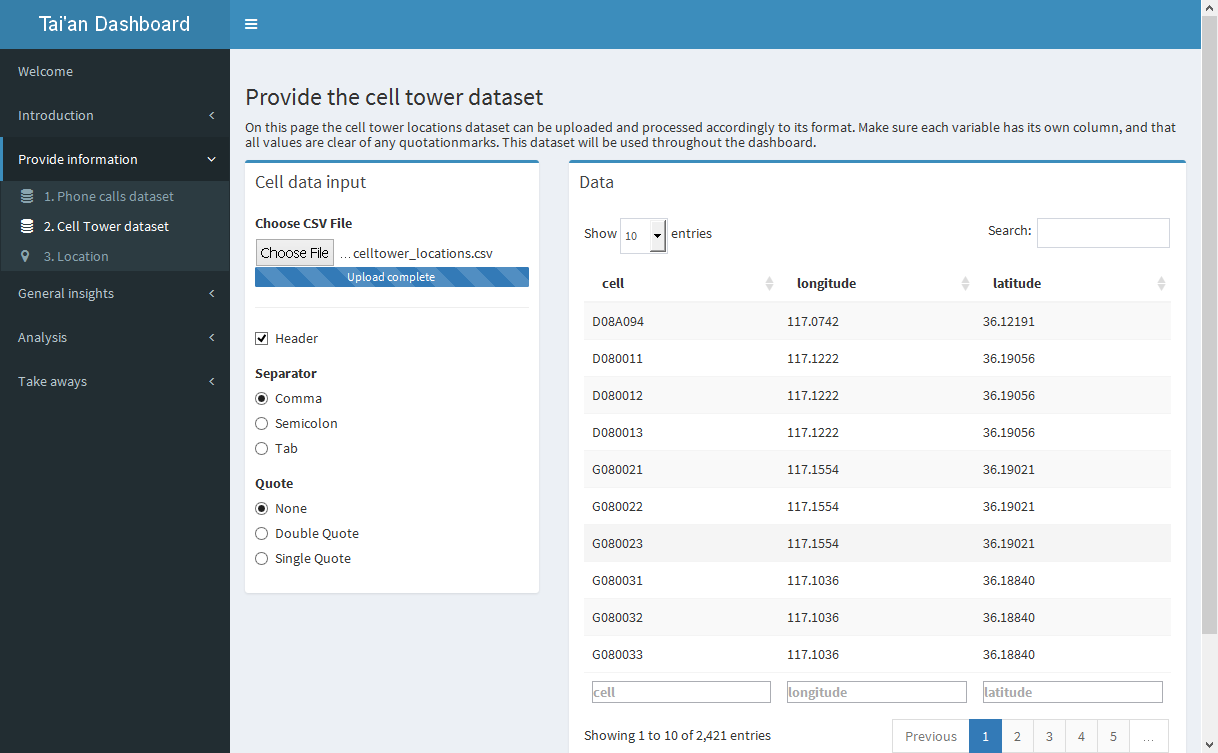 Tai'an Dashboard
Welcome
Introduction
Provide information
1. Phone calls dataset
2. Cell Tower dataset
3. Location
General insights
Analysis
Take aways
Provide the cell tower dataset
On this page the cell tower locations dataset can be uploaded and processed accordingly to its format. Make sure each variable has its own column, and that
all values are clear of any quotationmarks. This dataset will be used throughout the dashboard.
Cell data input
Choose CSV File
Choose File ...celltower_locations.csv
Upload complete
Header
Separator
Comma
Semicolon
Tab
Quote
None
Double Quote
Single Quote
Data
Show 10 entries Search:
cell longitude latitude
D08A094 117.0742 36.12191
D080011 117.1222 36.19056
D080012 117.1222 36.19056
D080013 117.1222 36.19056
G080021 117.1554 36.19021
G080022 117.1554 36.19021
G080023 117.1554 36.19021
G080031 117.1036 36.18840
G080032 117.1036 36.18840
G080033 117.1036 36.18840
cell longitude latitude
Showing 1 to 10 of 2,421 entries Previous 1 2 3 4 5 ...